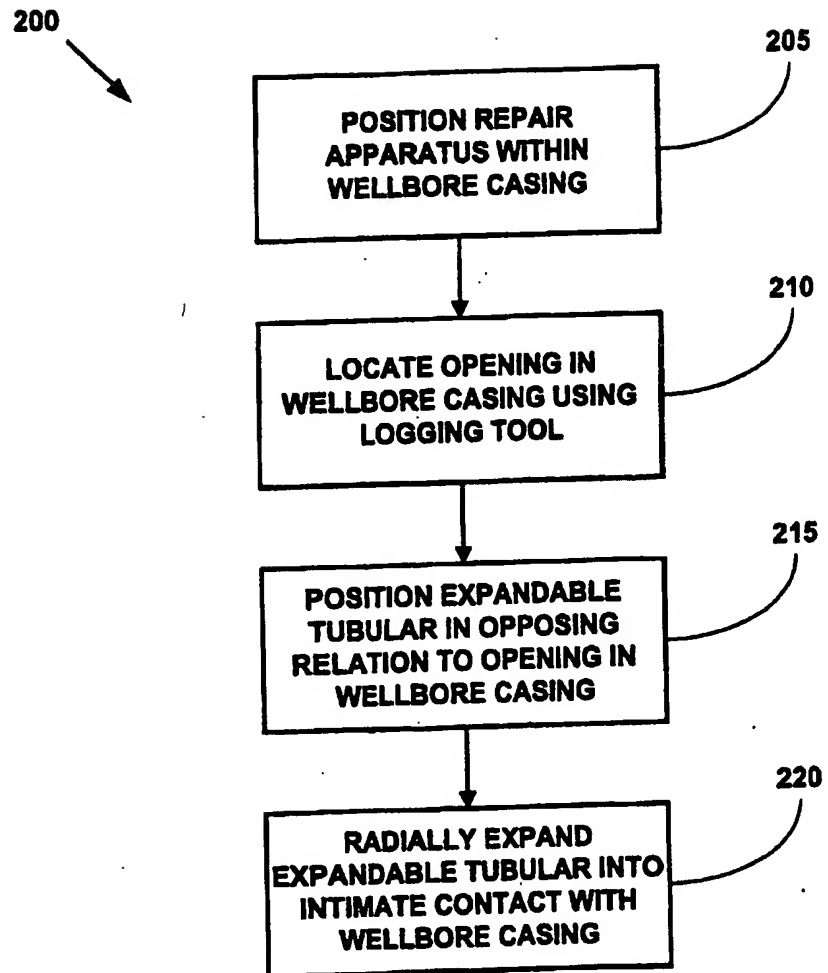 200
205
POSITION REPAIR
APPARATUS WITHIN
WELLBORE CASING
210
LOCATE OPENING IN
WELLBORE CASING USING
LOGGING TOOL
215
POSITION EXPANDABLE
TUBULAR IN OPPOSING
RELATION TO OPENING IN
WELLBORE CASING
220
RADIALLY EXPAND
EXPANDABLE TUBULAR INTO
INTIMATE CONTACT WITH
WELLBORE CASING